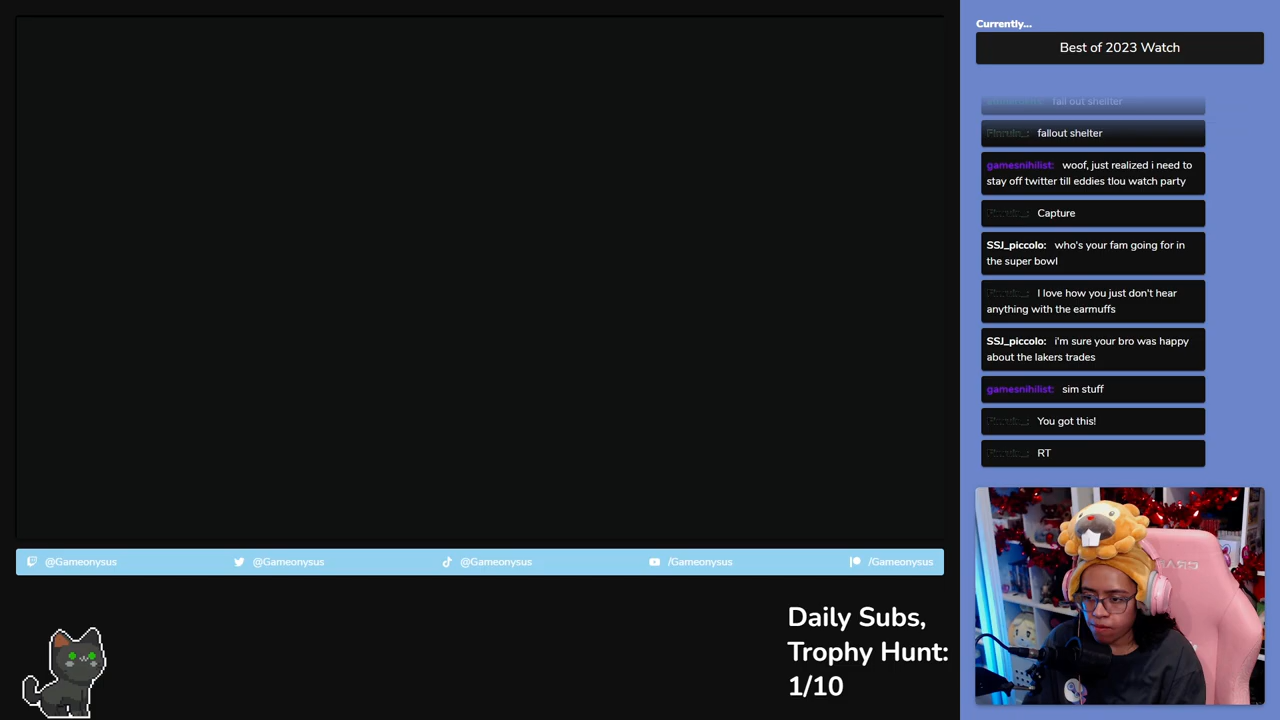 Currently...
Best of 2023 Watch
fall out shellter
fallout shelter
gamesnihilist: woof, just realized i need to
stay off twitter till eddies tlou watch party
Capture
SSJ_piccolo: who's your fam going for in
the super bowl
I love how you just don't hear
anything with the earmuffs
SSJ_piccolo: i'm sure your bro was happy
about the lakers trades
gamesnihilist: sim stuff
You got this!
RT
@Gameonysus @Gameonysus @Gameonysus /Gameonysus /Gameonysus
Daily Subs,
Trophy Hunt:
1/10